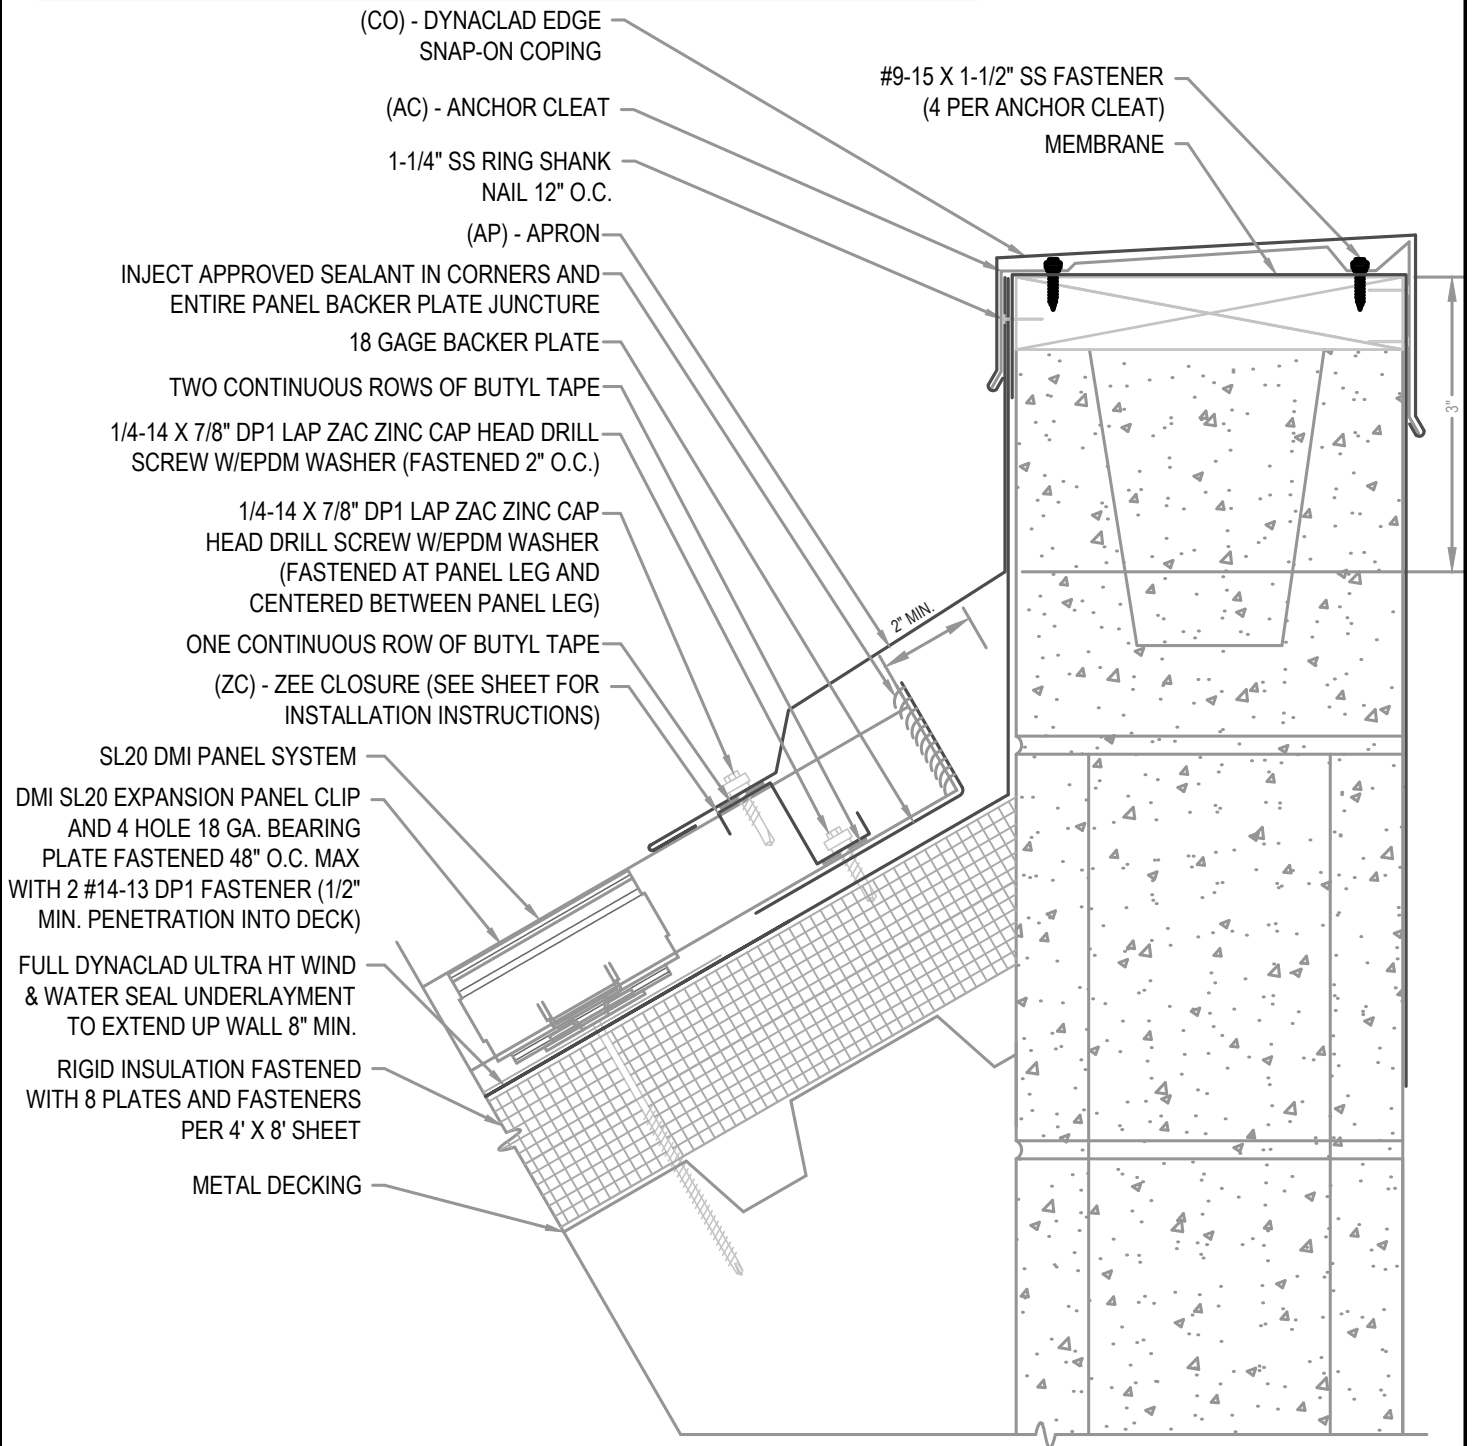 (CO) - DYNACLAD EDGE
SNAP-ON COPING
(AC) - ANCHOR CLEAT
1-1/4" SS RING SHANK
NAIL 12" O.C.
(AP) - APRON
INJECT APPROVED SEALANT IN CORNERS AND
ENTIRE PANEL BACKER PLATE JUNCTURE
18 GAGE BACKER PLATE
TWO CONTINUOUS ROWS OF BUTYL TAPE
1/4-14 X 7/8" DP1 LAP ZAC ZINC CAP HEAD DRILL
SCREW W/EPDM WASHER (FASTENED 2" O.C.)
1/4-14 X 7/8" DP1 LAP ZAC ZINC CAP
HEAD DRILL SCREW W/EPDM WASHER
(FASTENED AT PANEL LEG AND
CENTERED BETWEEN PANEL LEG)
ONE CONTINUOUS ROW OF BUTYL TAPE
(ZC) - ZEE CLOSURE (SEE SHEET FOR
INSTALLATION INSTRUCTIONS)
SL20 DMI PANEL SYSTEM
DMI SL20 EXPANSION PANEL CLIP
AND 4 HOLE 18 GA. BEARING
PLATE FASTENED 48" O.C. MAX
WITH 2 #14-13 DP1 FASTENER (1/2"
MIN. PENETRATION INTO DECK)
FULL DYNACLAD ULTRA HT WIND
& WATER SEAL UNDERLAYMENT
TO EXTEND UP WALL 8" MIN.
RIGID INSULATION FASTENED
WITH 8 PLATES AND FASTENERS
PER 4' X 8' SHEET
METAL DECKING
#9-15 X 1-1/2" SS FASTENER
(4 PER ANCHOR CLEAT)
MEMBRANE
2" MIN.
3"